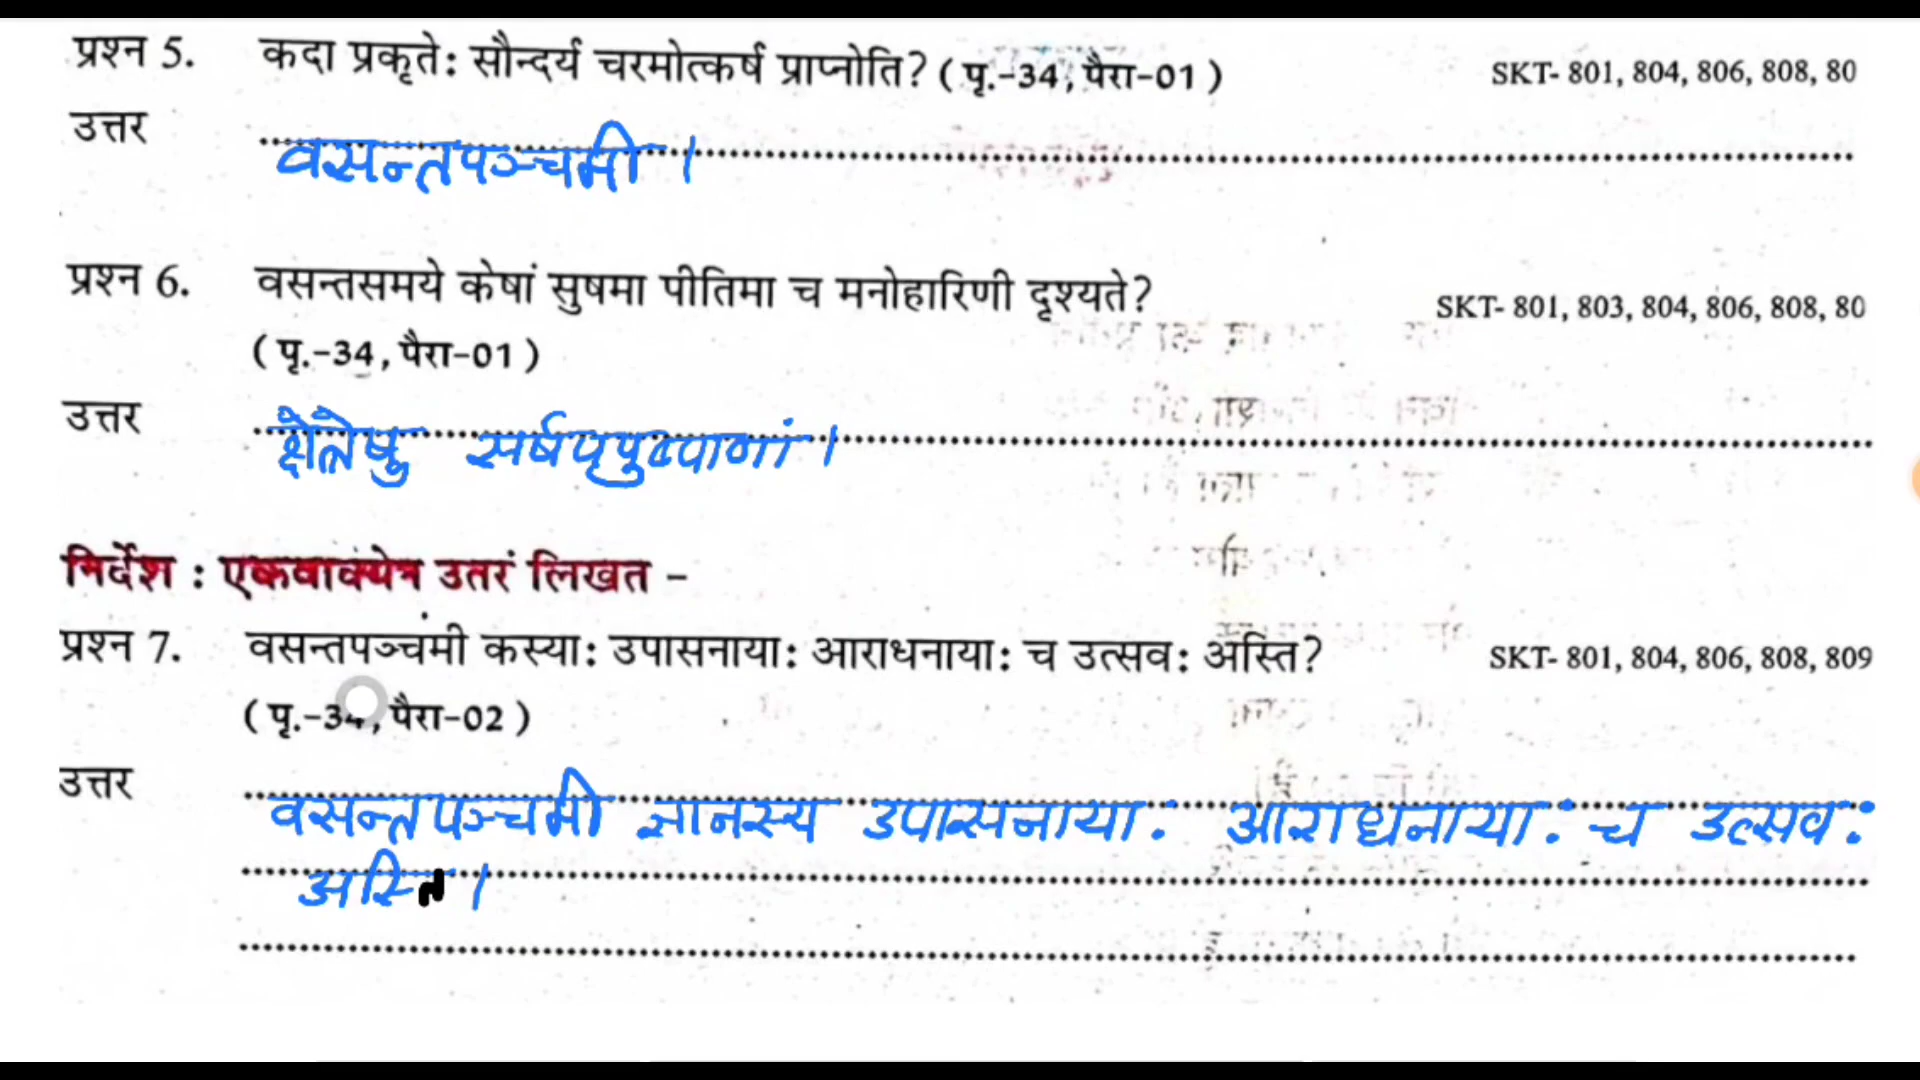 प्रश्न 5. कदा प्रकृते: सौन्दर्य चरमोत्कर्ष प्राप्नोति? ( पृ.-34, पैरा-01 ) SKT- 801, 804, 806, 808, 80
उत्तर वसन्तपञ्चमी ।
प्रश्न 6. वसन्तसमये केषां सुषमा पीतिमा च मनोहारिणी दृश्यते? SKT- 801, 803, 804, 806, 808, 80
( पृ.-34, पैरा-01 )
उत्तर क्षैत्रेषु सर्षपपुष्पाणां ।
निर्देश : एकवाक्येन उतरं लिखत –
प्रश्न 7. वसन्तपञ्चमी कस्या: उपासनाया: आराधनाया: च उत्सव: अस्ति? SKT- 801, 804, 806, 808, 809
( पृ.-34, पैरा-02 )
उत्तर वसन्तपञ्चमी ज्ञानस्य उपासनाया: आराधनाया: च उत्सव:
अस्ति ।